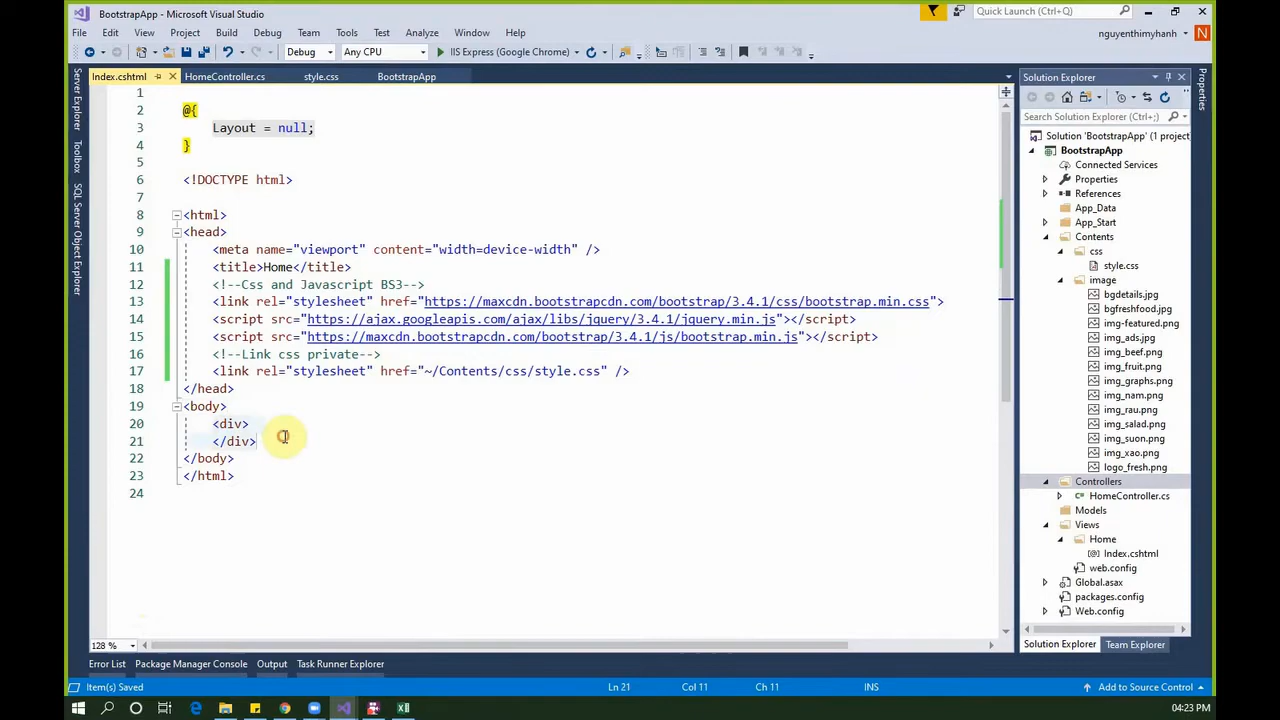 BootstrapApp - Microsoft Visual Studio
Quick Launch (Ctrl+Q)
File Edit View Project Build Debug Team Tools Test Analyze Window Help
nguyenthimyhanh
N
Debug Any CPU IIS Express (Google Chrome)
Index.cshtml HomeController.cs style.css BootstrapApp
Server Explorer
Toolbox
SQL Server Object Explorer
1
2 @{
3 Layout = null;
4 }
5
6 <!DOCTYPE html>
7
8 <html>
9 <head>
10 <meta name="viewport" content="width=device-width" />
11 <title>Home</title>
12 <!--Css and Javascript BS3-->
13 <link rel="stylesheet" href="https://maxcdn.bootstrapcdn.com/bootstrap/3.4.1/css/bootstrap.min.css">
14 <script src="https://ajax.googleapis.com/ajax/libs/jquery/3.4.1/jquery.min.js"></script>
15 <script src="https://maxcdn.bootstrapcdn.com/bootstrap/3.4.1/js/bootstrap.min.js"></script>
16 <!--Link css private-->
17 <link rel="stylesheet" href="~/Contents/css/style.css" />
18 </head>
19 <body>
20 <div>
21 </div>
22 </body>
23 </html>
24
128 %
Solution Explorer
Search Solution Explorer (Ctrl+;)
Solution 'BootstrapApp' (1 project)
BootstrapApp
Connected Services
Properties
References
App_Data
App_Start
Contents
css
style.css
image
bgdetails.jpg
bgfreshfood.jpg
img-featured.jpg
img_ads.jpg
img_beef.png
img_fruit.png
img_graphs.png
img_nam.png
img_rau.png
img_salad.png
img_suon.png
img_xao.png
logo_fresh.png
Controllers
HomeController.cs
Models
Views
Home
Index.cshtml
web.config
Global.asax
packages.config
Web.config
Solution Explorer Team Explorer
Properties
Error List Package Manager Console Output Task Runner Explorer
Item(s) Saved Ln 21 Col 11 Ch 11 INS Add to Source Control
04:23 PM